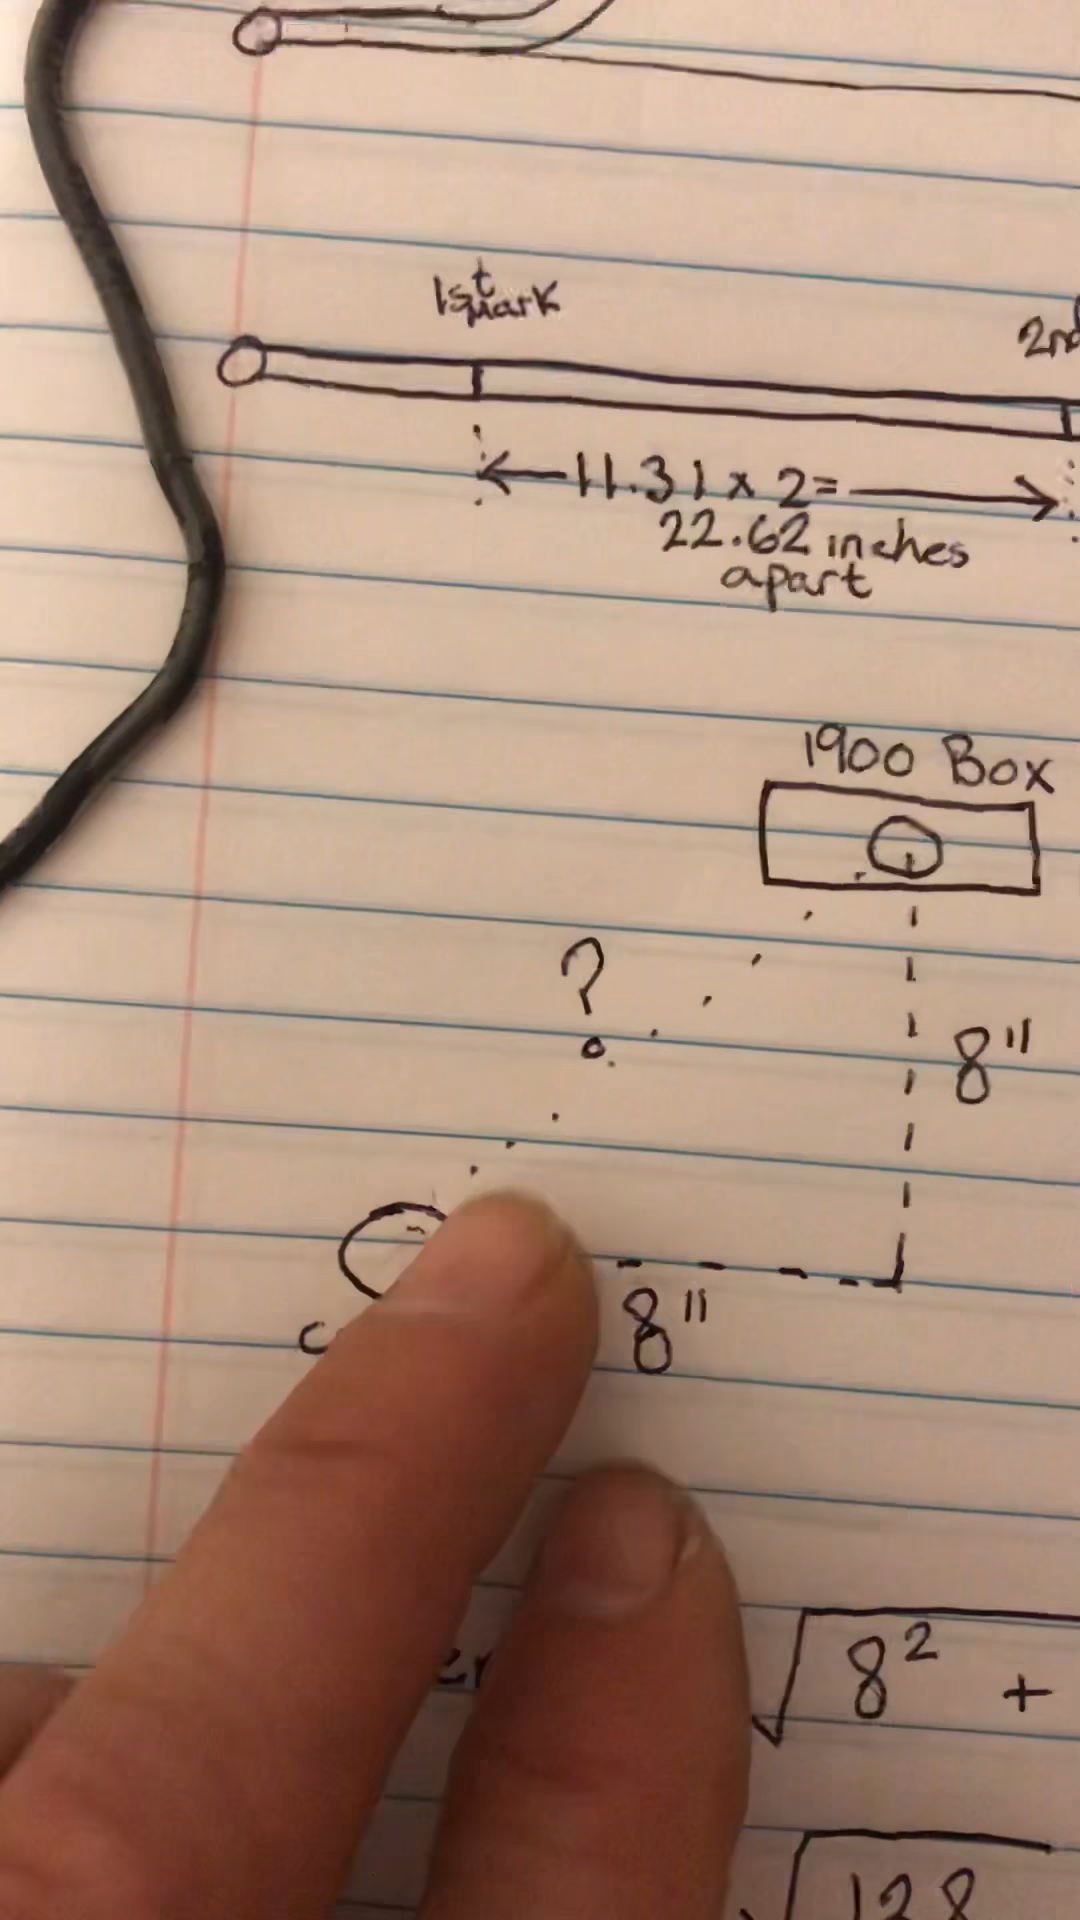 1st mark
2nd
11.31 x 2 =
22.62 inches
apart
1900 Box
?
8"
8"
√8² +
√128